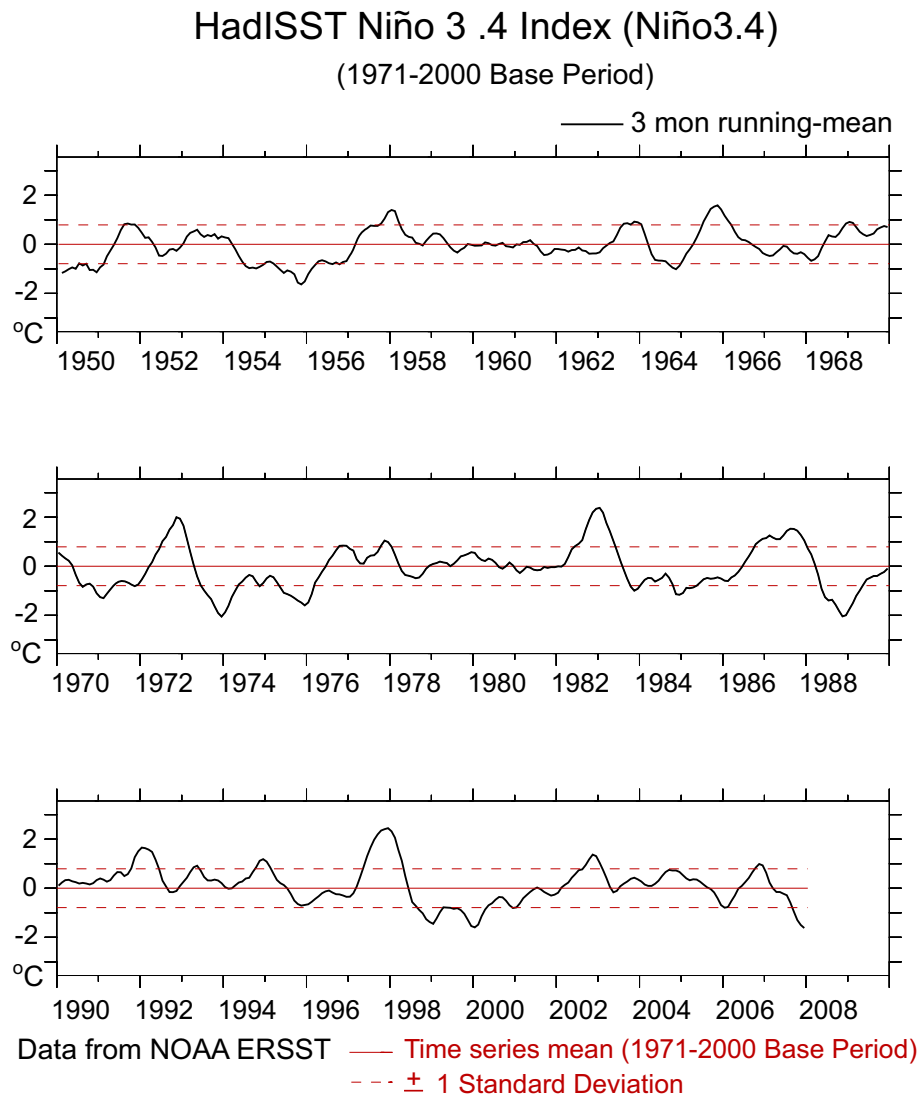 HadISST Niño 3 .4 Index (Niño3.4)
(1971-2000 Base Period)
3 mon running-mean
2
0
-2
°C
1950 1952 1954 1956 1958 1960 1962 1964 1966 1968
2
0
-2
°C
1970 1972 1974 1976 1978 1980 1982 1984 1986 1988
2
0
-2
°C
1990 1992 1994 1996 1998 2000 2002 2004 2006 2008
Data from NOAA ERSST Time series mean (1971-2000 Base Period)
± 1 Standard Deviation